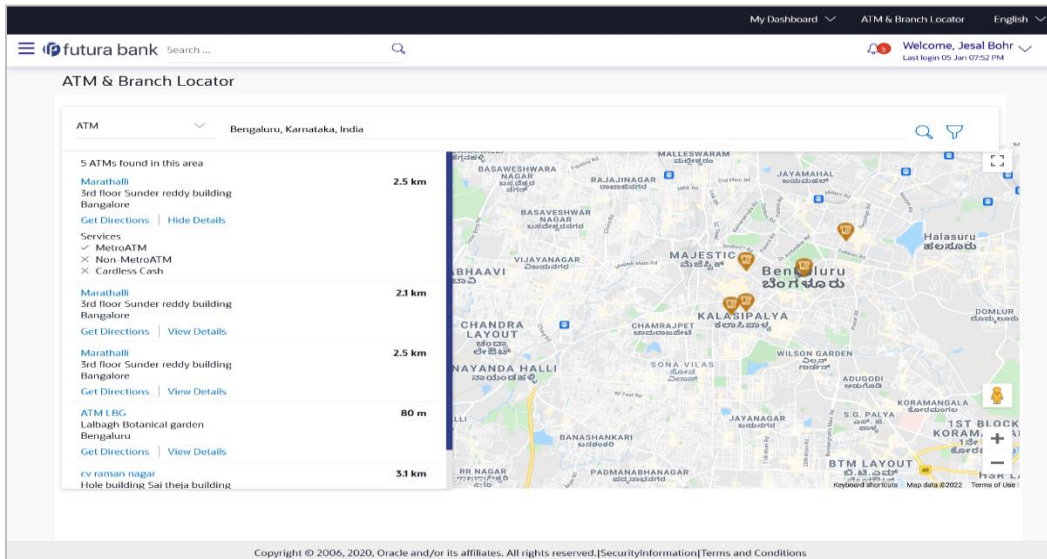 My Dashboard ATM & Branch Locator English
futura bank Search ... 5 Welcome, Jesal Bohr
Last login 05 Jan 07:52 PM
ATM & Branch Locator
ATM Bengaluru, Karnataka, India
5 ATMs found in this area
Marathalli 2.5 km
3rd floor Sunder reddy building
Bangalore
Get Directions | Hide Details
Services
MetroATM
Non-MetroATM
Cardless Cash
Marathalli 2.1 km
3rd floor Sunder reddy building
Bangalore
Get Directions | View Details
Marathalli 2.5 km
3rd floor Sunder reddy building
Bangalore
Get Directions | View Details
ATM LBG 80 m
Lalbagh Botanical garden
Bengaluru
Get Directions | View Details
cv raman nagar 3.1 km
Hole building Sai theja building
MALLESWARAM
BASAWESHWARA
NAGAR
RAJAJINAGAR
JAYAMAHAL
BASAVESHWAR
NAGAR
Halasuru
VIJAYANAGAR
MAJESTIC
Bengaluru
ಬೆಂಗಳೂರು
KALASIPALYA
CHANDRA
LAYOUT
CHAMRAJPET
DOMLUR
WILSON GARDEN
NAYANDA HALLI
SONA VILAS
ADUGODI
KORAMANGALA
JAYANAGAR
S.G. PALYA
1ST BLOCK
BANASHANKARI
RR NAGAR
PADMANABHANAGAR
BTM LAYOUT
Keyboard shortcuts Map data ©2022 Terms of Use
Copyright © 2006, 2020, Oracle and/or its affiliates. All rights reserved.|SecurityInformation|Terms and Conditions